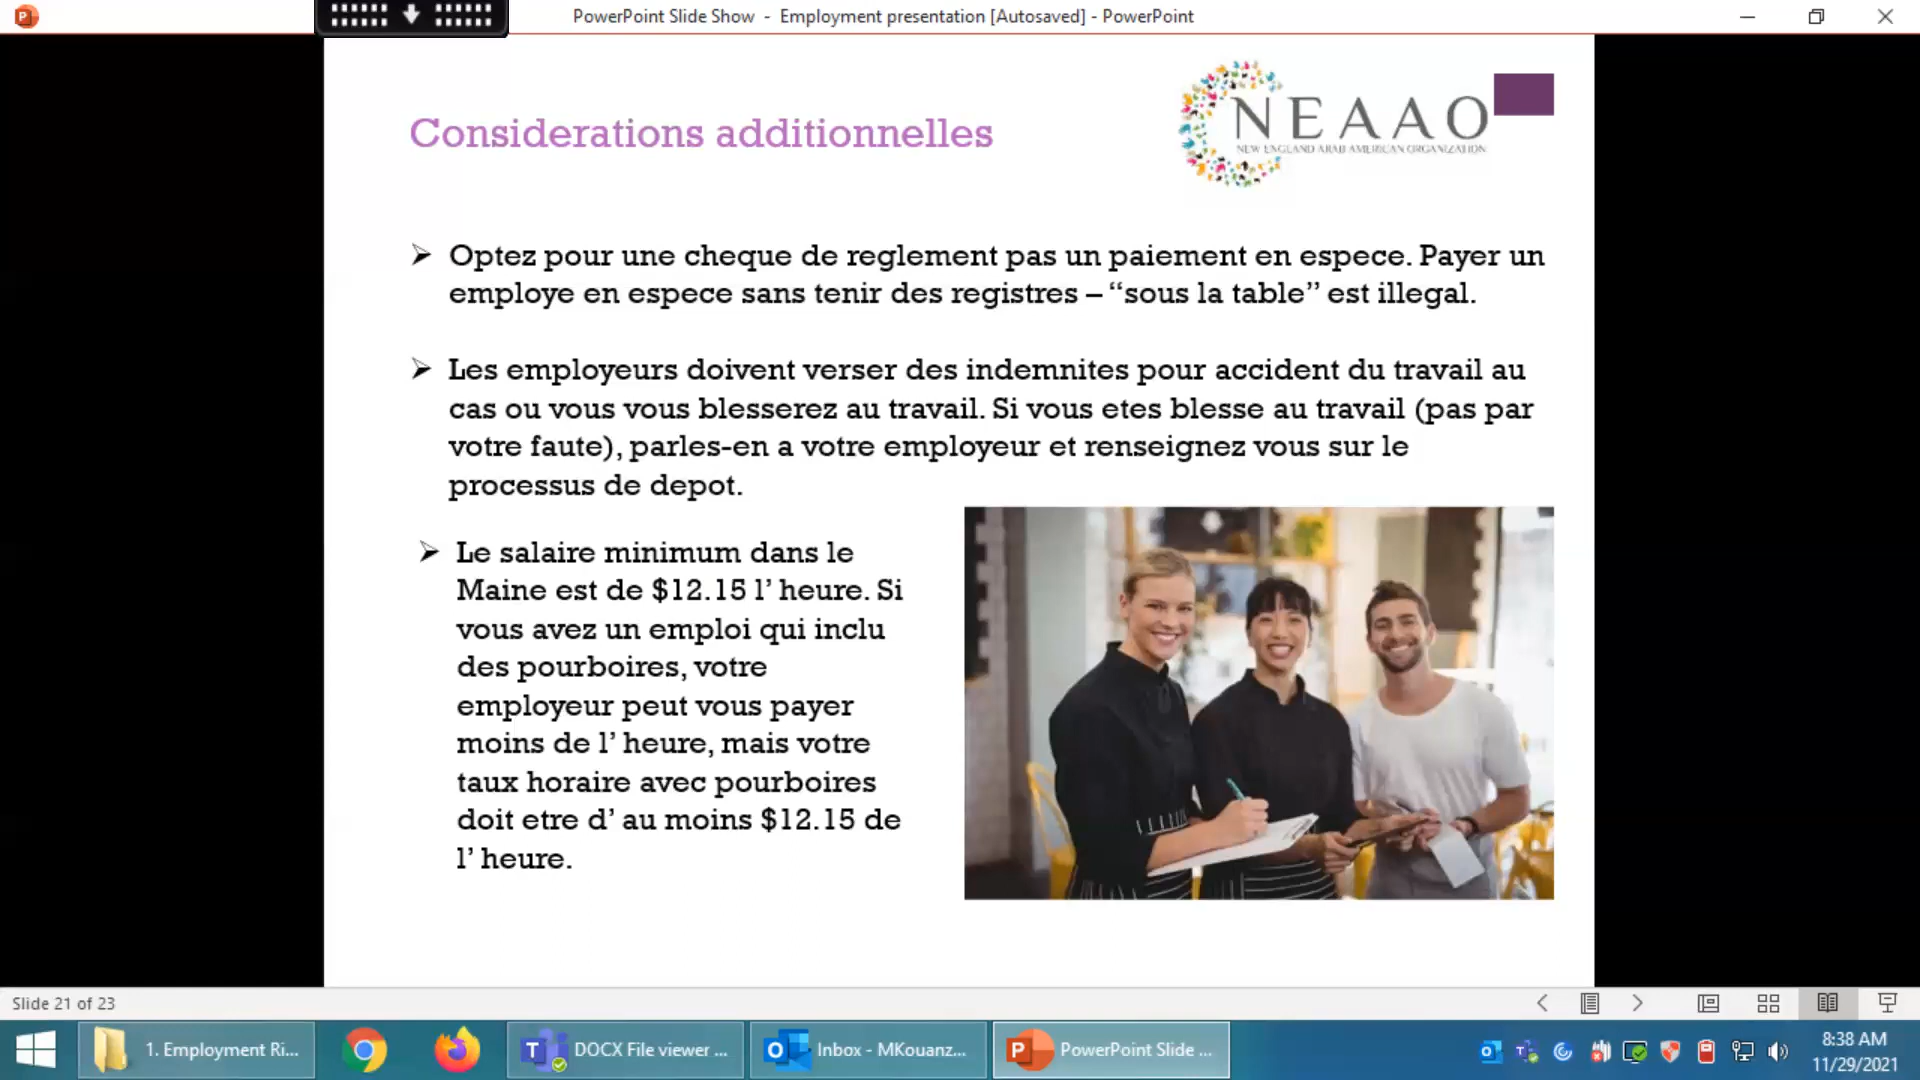 PowerPoint Slide Show - Employment presentation [Autosaved] - PowerPoint
NEAAO
NEW ENGLAND ARAB AMERICAN ORGANIZATION
Considerations additionnelles
Optez pour une cheque de reglement pas un paiement en espece. Payer un
employe en espece sans tenir des registres – “sous la table” est illegal.
Les employeurs doivent verser des indemnites pour accident du travail au
cas ou vous vous blesserez au travail. Si vous etes blesse au travail (pas par
votre faute), parles-en a votre employeur et renseignez vous sur le
processus de depot.
Le salaire minimum dans le
Maine est de $12.15 l’ heure. Si
vous avez un emploi qui inclu
des pourboires, votre
employeur peut vous payer
moins de l’ heure, mais votre
taux horaire avec pourboires
doit etre d’ au moins $12.15 de
l’ heure.
Slide 21 of 23
1. Employment Ri...
DOCX File viewer ...
Inbox - MKouanz...
PowerPoint Slide ...
8:38 AM
11/29/2021